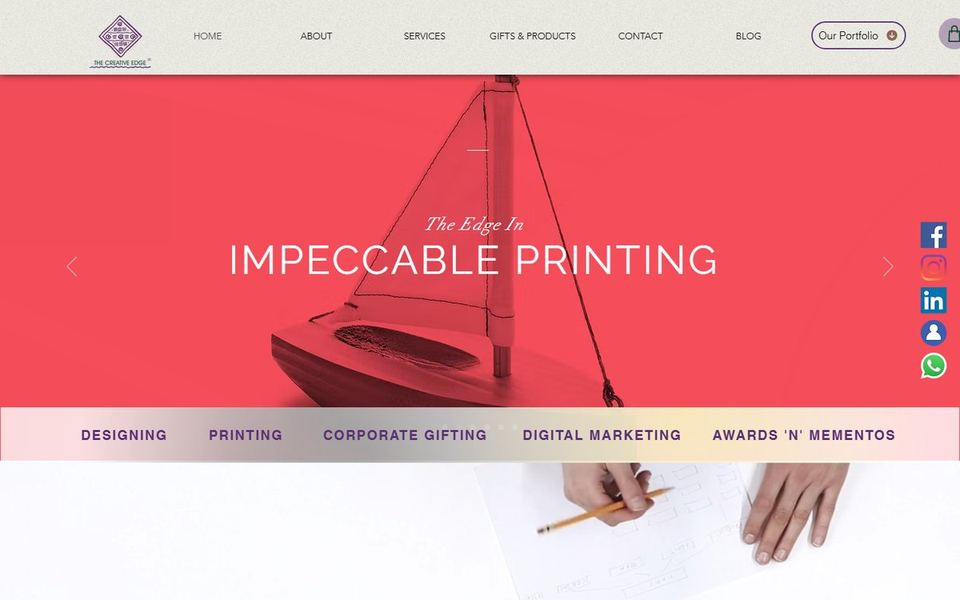 HOME
ABOUT
SERVICES
GIFTS & PRODUCTS
CONTACT
BLOG
Our Portfolio
THE CREATIVE EDGE
The Edge In
IMPECCABLE PRINTING
DESIGNING
PRINTING
CORPORATE GIFTING
DIGITAL MARKETING
AWARDS 'N' MEMENTOS